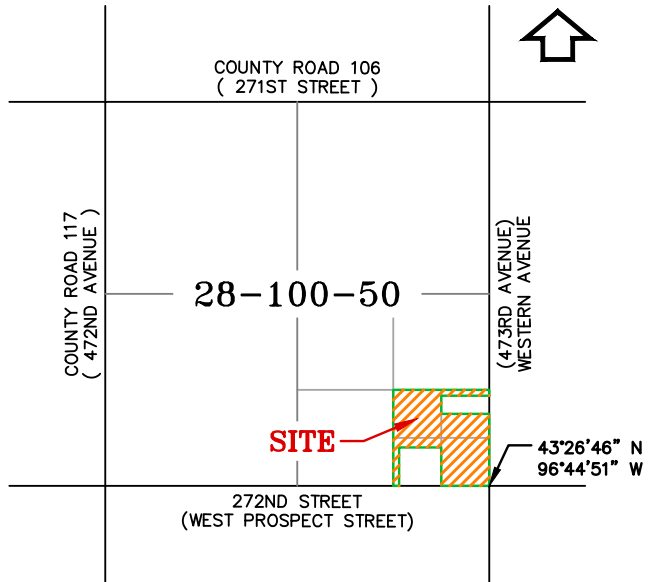 COUNTY ROAD 106
( 271ST STREET )
COUNTY ROAD 117
( 472ND AVENUE )
28-100-50
(473RD AVENUE)
WESTERN AVENUE
SITE
43°26'46" N
96°44'51" W
272ND STREET
(WEST PROSPECT STREET)